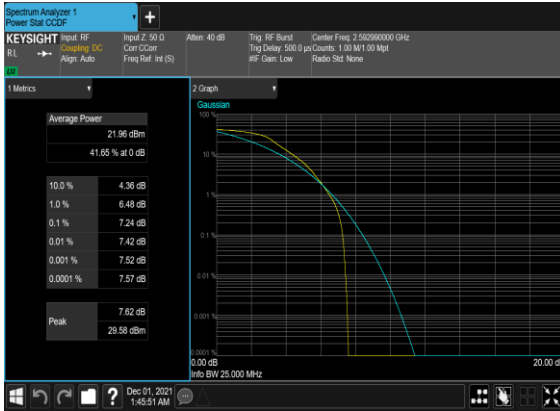 Spectrum Analyzer 1
Power Stat CCDF
+
KEYSIGHT
RL
Input: RF
Coupling: DC
Align: Auto
Input Z: 50 Ω
Corr CCorr
Freq Ref: Int (S)
Atten: 40 dB
Trig: RF Burst
Trig Delay: 500.0 µs
#IF Gain: Low
Center Freq: 2.592990000 GHz
Counts: 1.00 M/1.00 Mpt
Radio Std: None
1 Metrics
Average Power
21.96 dBm
41.65 % at 0 dB
10.0 % 4.36 dB
1.0 % 6.48 dB
0.1 % 7.24 dB
0.01 % 7.42 dB
0.001 % 7.52 dB
0.0001 % 7.57 dB
Peak
7.62 dB
29.58 dBm
2 Graph
Gaussian
100 %
10 %
1 %
0.1 %
0.01 %
0.001 %
0.0001 %
0.00 dB
20.00 d
Info BW 25.000 MHz
?
Dec 01, 2021
1:45:51 AM